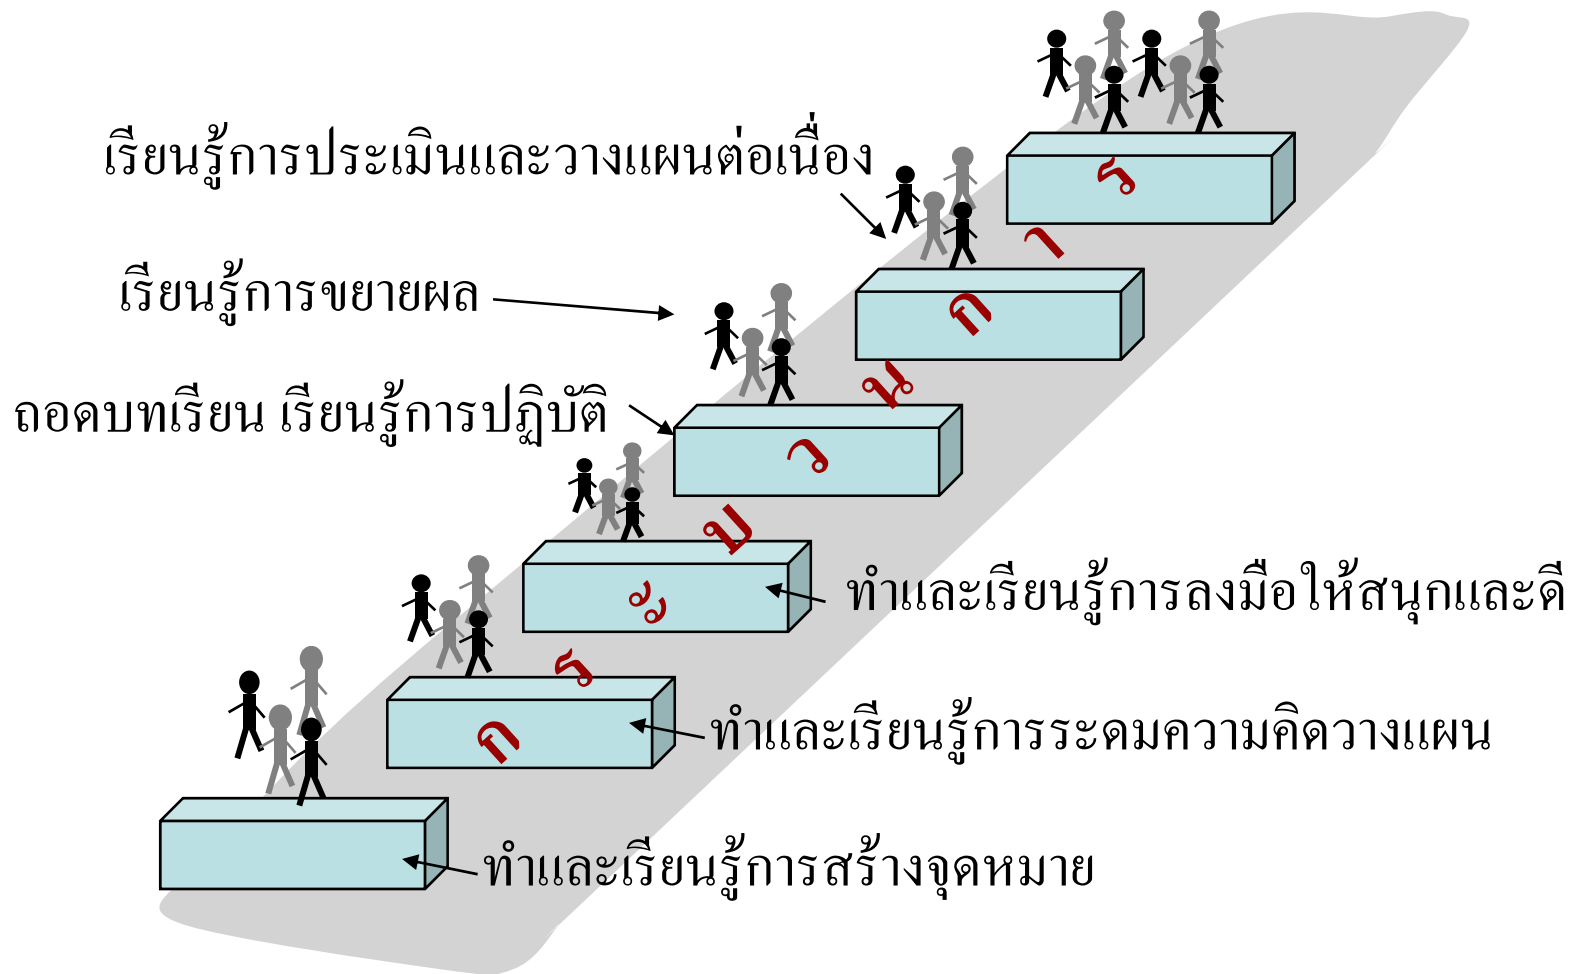 เรียนรู้การประเมินและวางแผนต่อเนื่อง
เรียนรู้การขยายผล
ถอดบทเรียน เรียนรู้การปฏิบัติ
ทำและเรียนรู้การลงมือให้สนุกและดี
ทำและเรียนรู้การระดมความคิดวางแผน
ทำและเรียนรู้การสร้างจุดหมาย
กระบวนการ